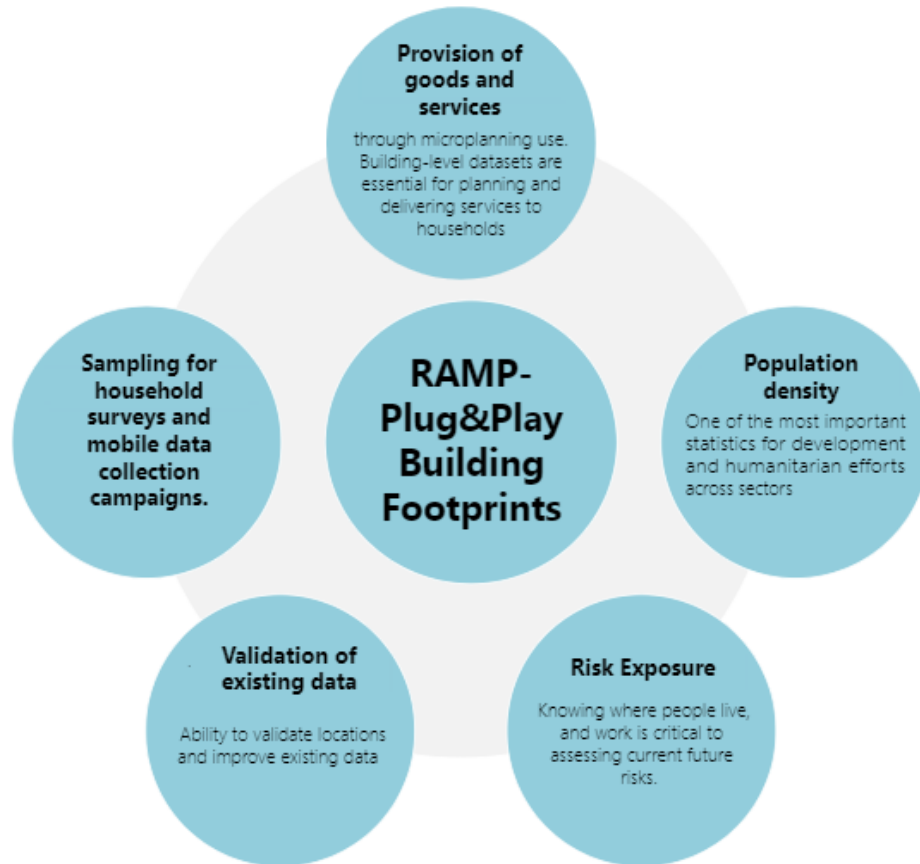 Provision of
goods and
services
through microplanning use.
Building-level datasets are
essential for planning and
delivering services to
households
Sampling for
household
surveys and
mobile data
collection
campaigns.
RAMP-
Plug&Play
Building
Footprints
Population
density
One of the most important
statistics for development
and humanitarian efforts
across sectors
Validation of
existing data
Ability to validate locations
and improve existing data
Risk Exposure
Knowing where people live,
and work is critical to
assessing current future
risks.